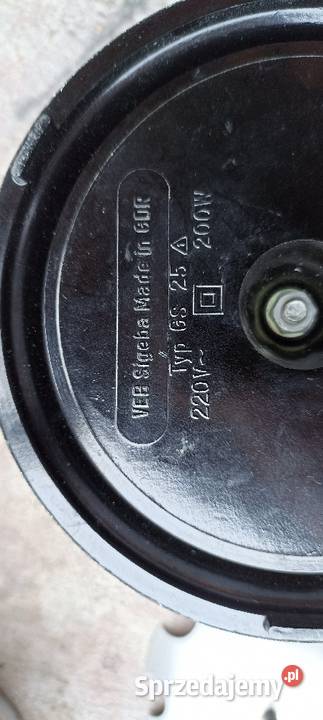 VEB Sigeba Made in GDR
Typ GS 25
220V~ 200W
Sprzedajemy.pl